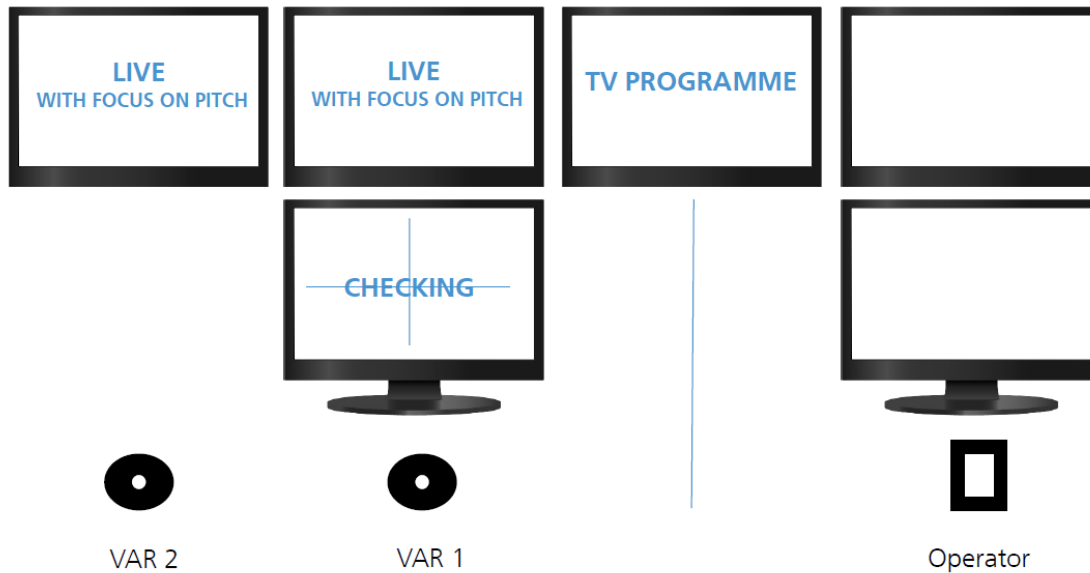 LIVE
WITH FOCUS ON PITCH
LIVE
WITH FOCUS ON PITCH
TV PROGRAMME
CHECKING
VAR 2
VAR 1
Operator